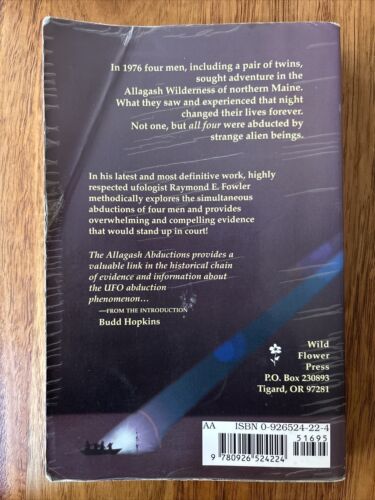 In 1976 four men, including a pair of twins,
sought adventure in the
Allagash Wilderness of northern Maine.
What they saw and experienced that night
changed their lives forever.
Not one, but all four were abducted by
strange alien beings.
In his latest and most definitive work, highly
respected ufologist Raymond E. Fowler
methodically explores the simultaneous
abductions of four men and provides
overwhelming and compelling evidence
that would stand up in court!
The Allagash Abductions provides a
valuable link in the historical chain
of evidence and information about
the UFO abduction
phenomenon...
—FROM THE INTRODUCTION
Budd Hopkins
Wild
Flower
Press
P.O. Box 230893
Tigard, OR 97281
AA ISBN 0-926524-22-4
51695
9 780926 524224